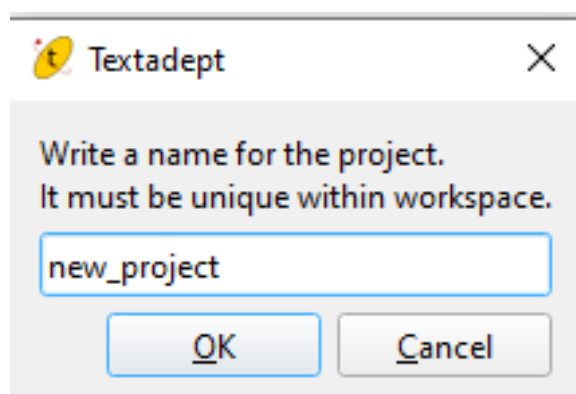 Textadept
Write a name for the project.
It must be unique within workspace.
new_project
OK
Cancel